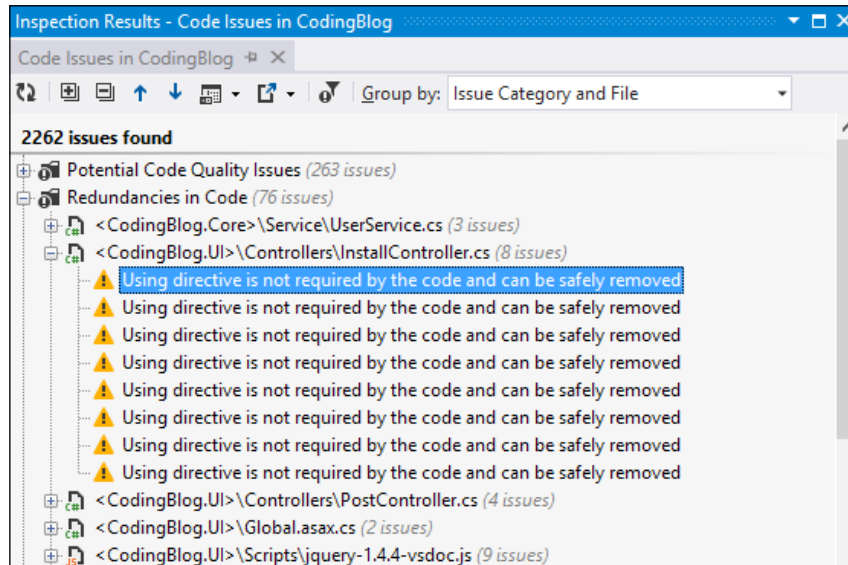 Inspection Results - Code Issues in CodingBlog
Code Issues in CodingBlog
Group by: Issue Category and File
2262 issues found
Potential Code Quality Issues (263 issues)
Redundancies in Code (76 issues)
C# <CodingBlog.Core>\Service\UserService.cs (3 issues)
C# <CodingBlog.UI>\Controllers\InstallController.cs (8 issues)
Using directive is not required by the code and can be safely removed
Using directive is not required by the code and can be safely removed
Using directive is not required by the code and can be safely removed
Using directive is not required by the code and can be safely removed
Using directive is not required by the code and can be safely removed
Using directive is not required by the code and can be safely removed
Using directive is not required by the code and can be safely removed
Using directive is not required by the code and can be safely removed
C# <CodingBlog.UI>\Controllers\PostController.cs (4 issues)
C# <CodingBlog.UI>\Global.asax.cs (2 issues)
JS <CodingBlog.UI>\Scripts\jquery-1.4.4-vsdoc.js (9 issues)